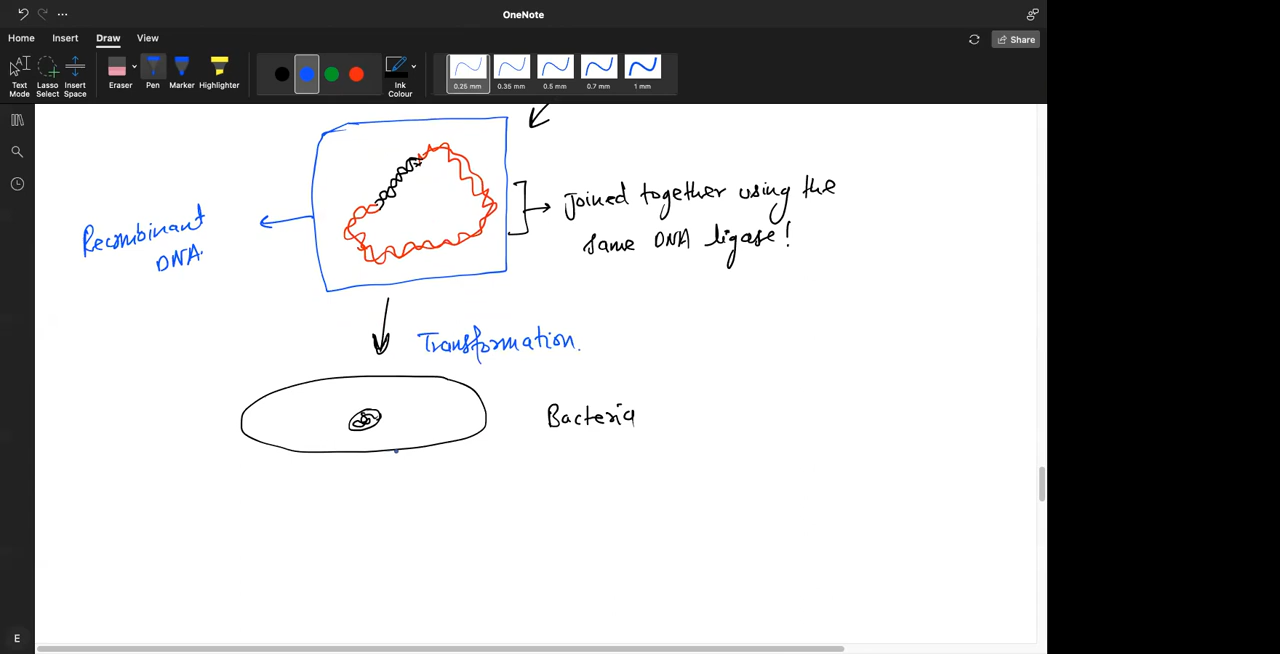 OneNote
Home Insert Draw View
Share
Text Mode
Lasso Select
Insert Space
Eraser
Pen
Marker
Highlighter
Ink Colour
0.25 mm
0.35 mm
0.5 mm
0.7 mm
1 mm
Joined together using the
same DNA ligase!
Recombinant
DNA.
Transformation.
Bacteria
E